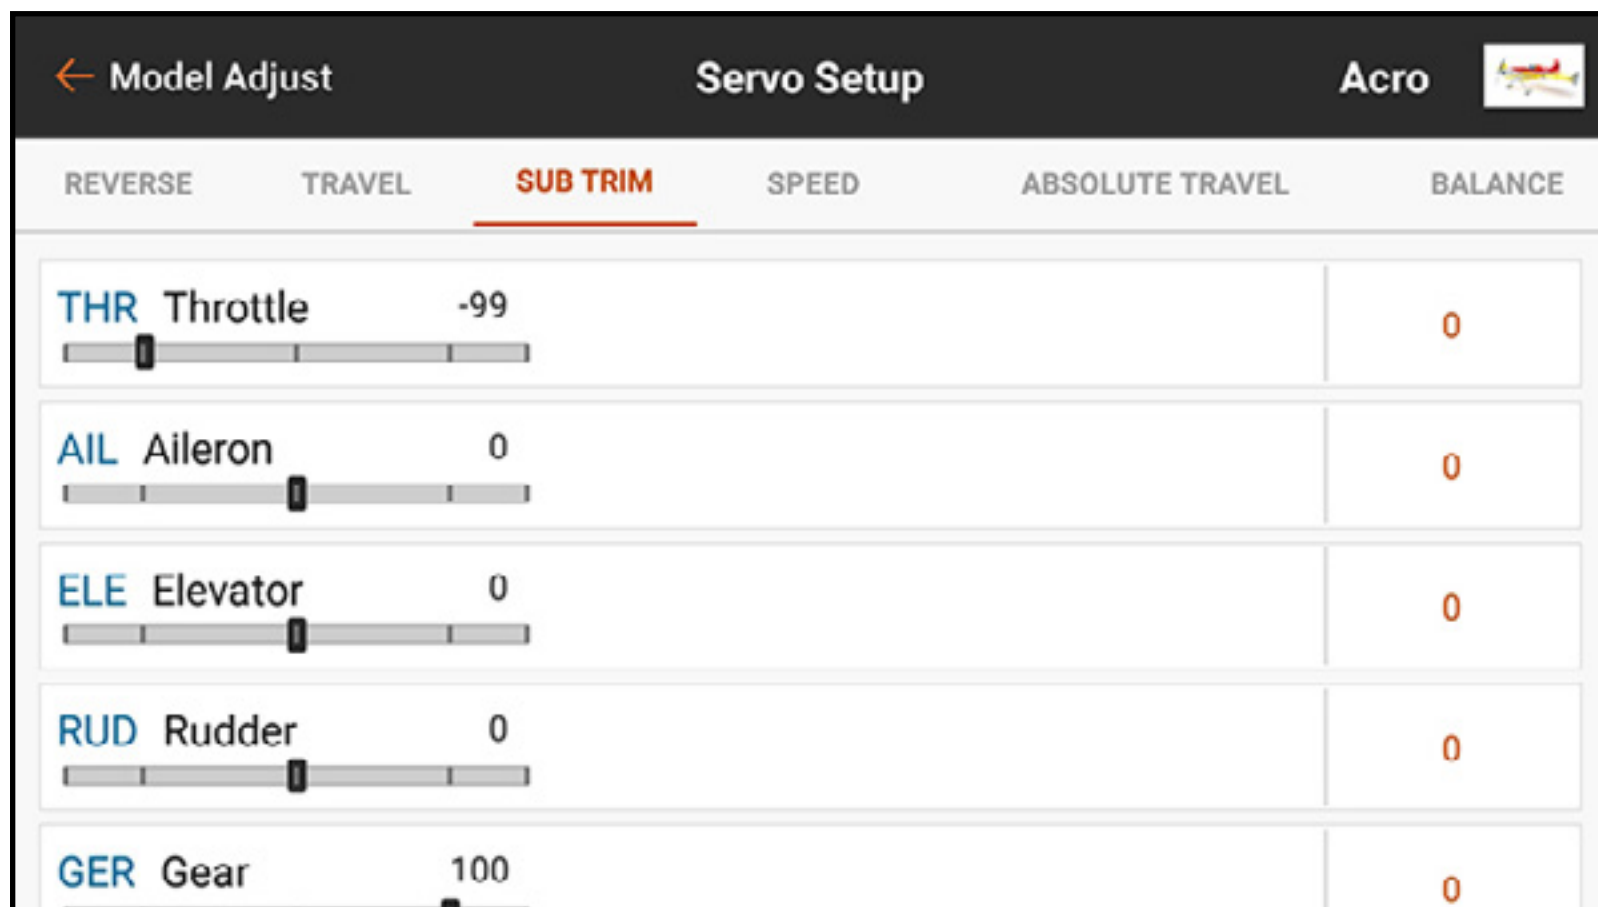 Model Adjust Servo Setup Acro
REVERSE TRAVEL SUB TRIM SPEED ABSOLUTE TRAVEL BALANCE
THR Throttle -99 0
AIL Aileron 0 0
ELE Elevator 0 0
RUD Rudder 0 0
GER Gear 100 0